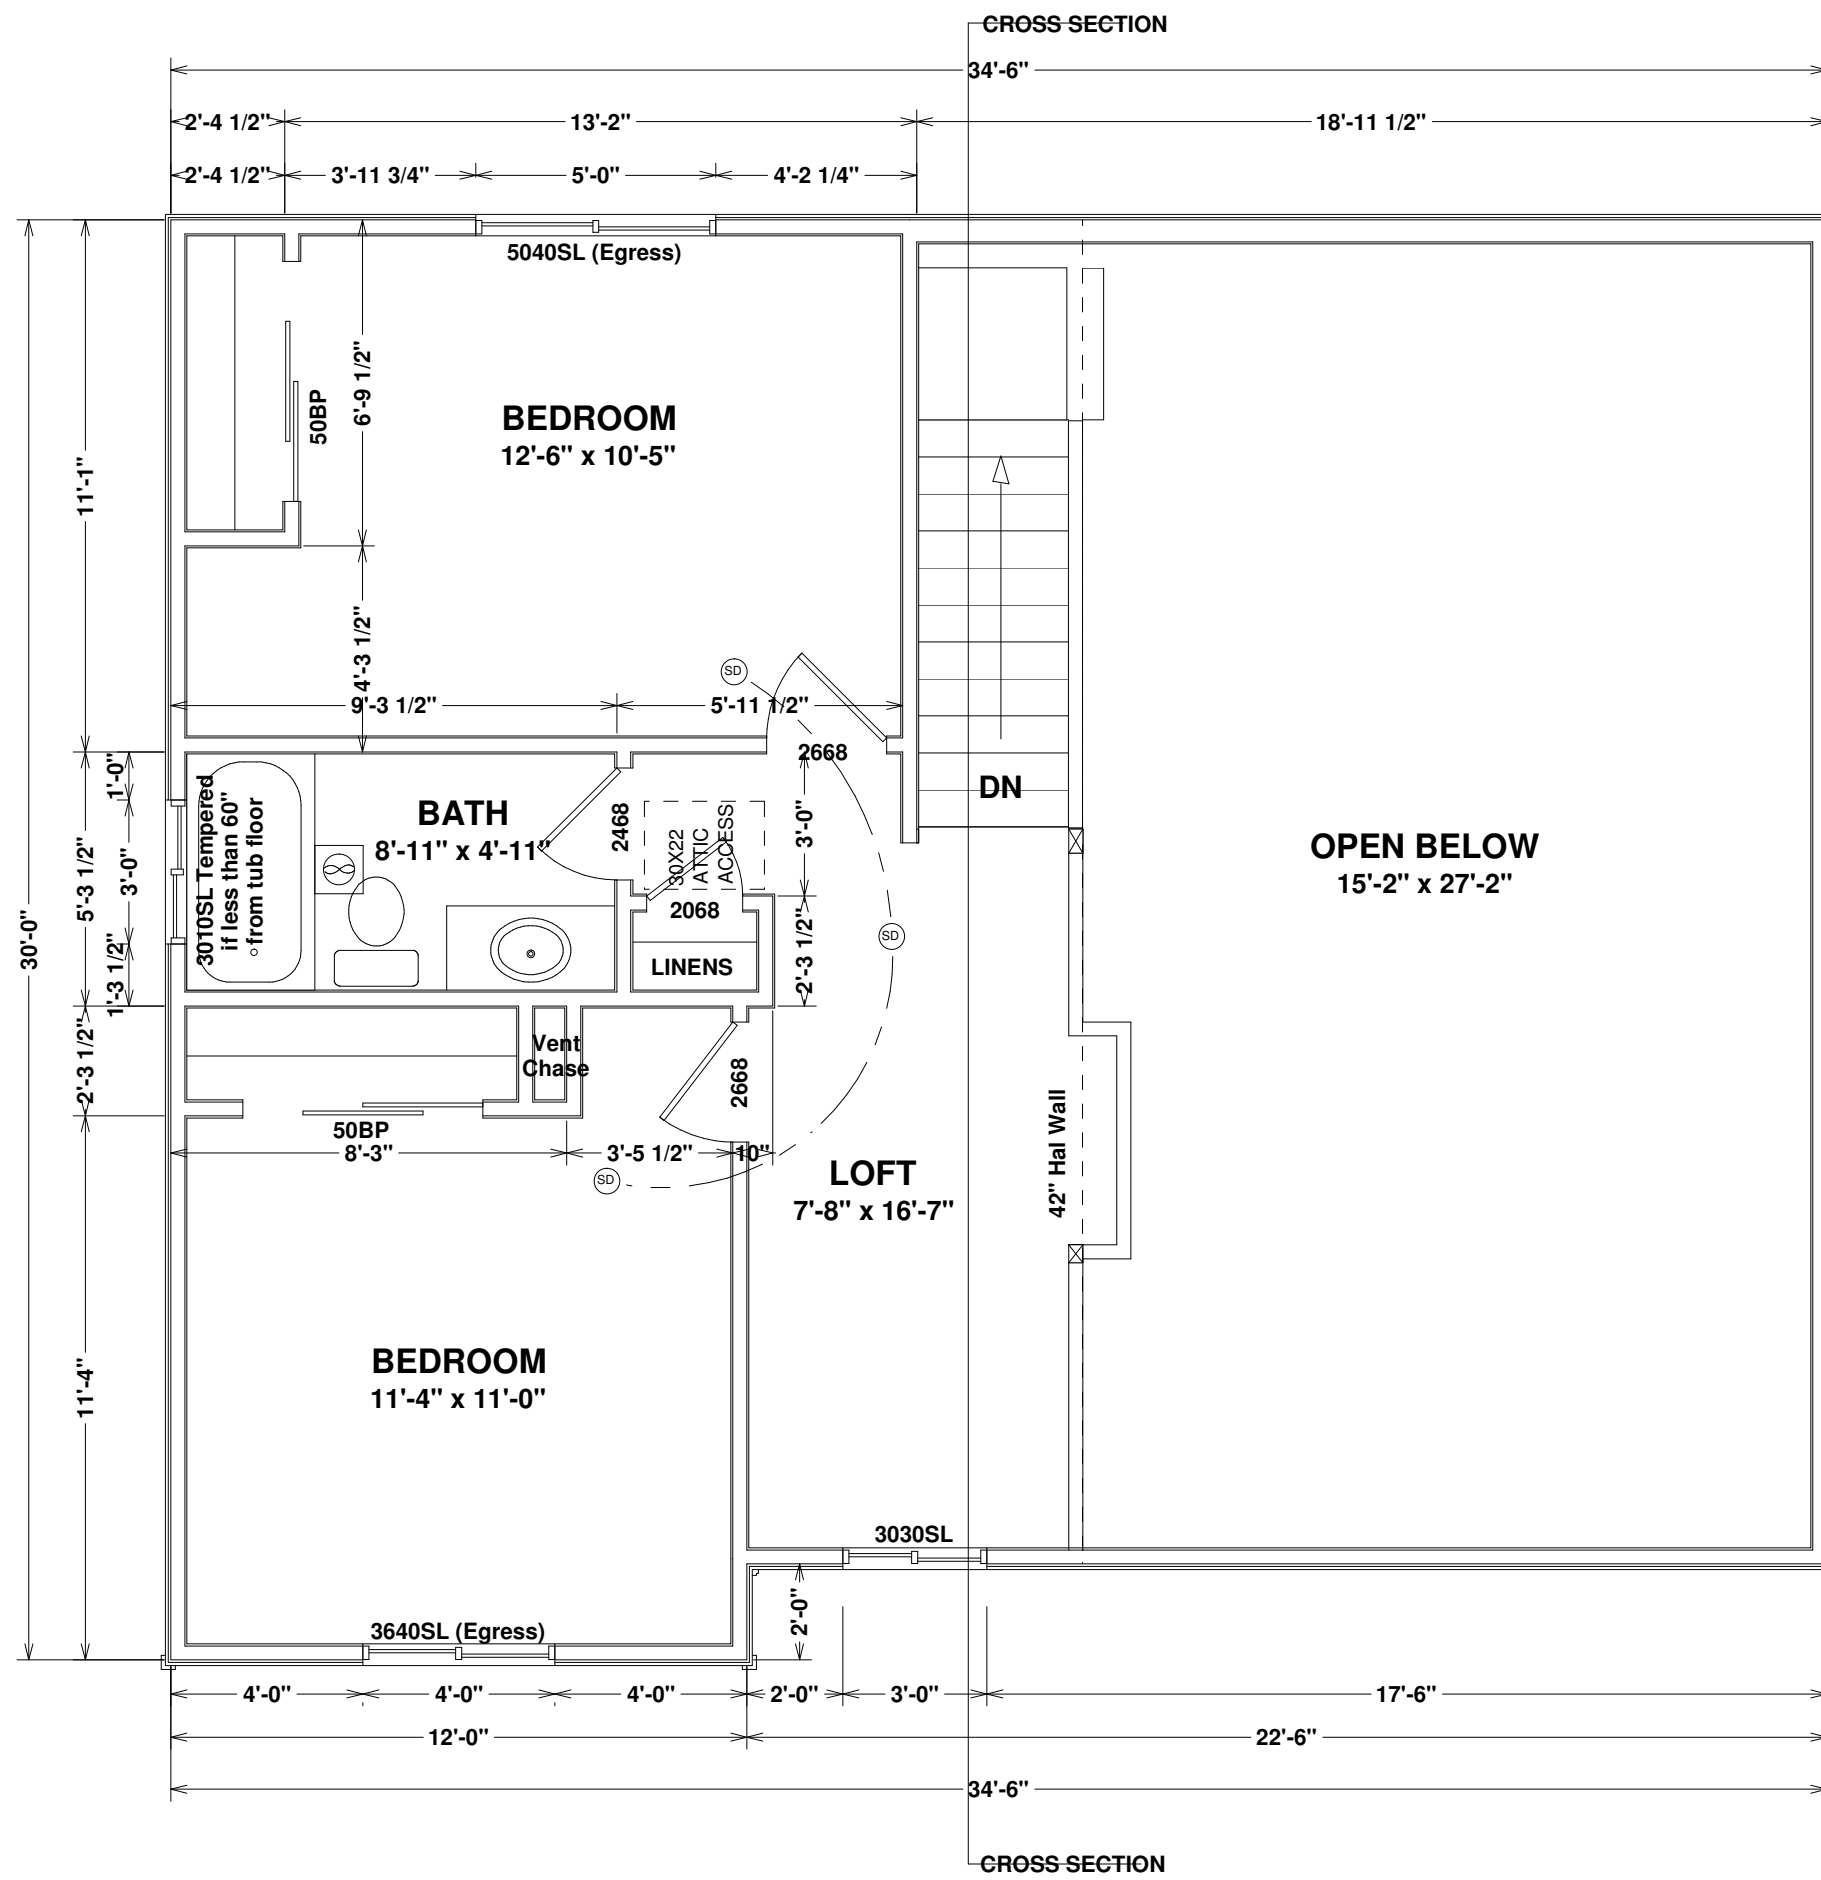 CROSS SECTION
34'-6"
2'-4 1/2"
13'-2"
18'-11 1/2"
2'-4 1/2"
3'-11 3/4"
5'-0"
4'-2 1/4"
5040SL (Egress)
6'-9 1/2"
50BP
BEDROOM
12'-6" x 10'-5"
11'-1"
4'-3 1/2"
SD
9'-3 1/2"
5'-11 1/2"
2668
DN
1'-0"
3'-0"
1'-3 1/2"
5'-3 1/2"
30'-0"
3010SL Tempered
if less than 60"
from tub floor
BATH
8'-11" x 4'-11"
2468
30X22
ATTIC
ACCESS
3'-0"
OPEN BELOW
15'-2" x 27'-2"
2068
SD
LINENS
2'-3 1/2"
2'-3 1/2"
Vent
Chase
2668
50BP
8'-3"
3'-5 1/2"
10"
SD
42" Hal Wall
LOFT
7'-8" x 16'-7"
BEDROOM
11'-4" x 11'-0"
11'-4"
3030SL
2'-0"
3640SL (Egress)
4'-0"
4'-0"
4'-0"
2'-0"
3'-0"
17'-6"
12'-0"
22'-6"
34'-6"
CROSS SECTION